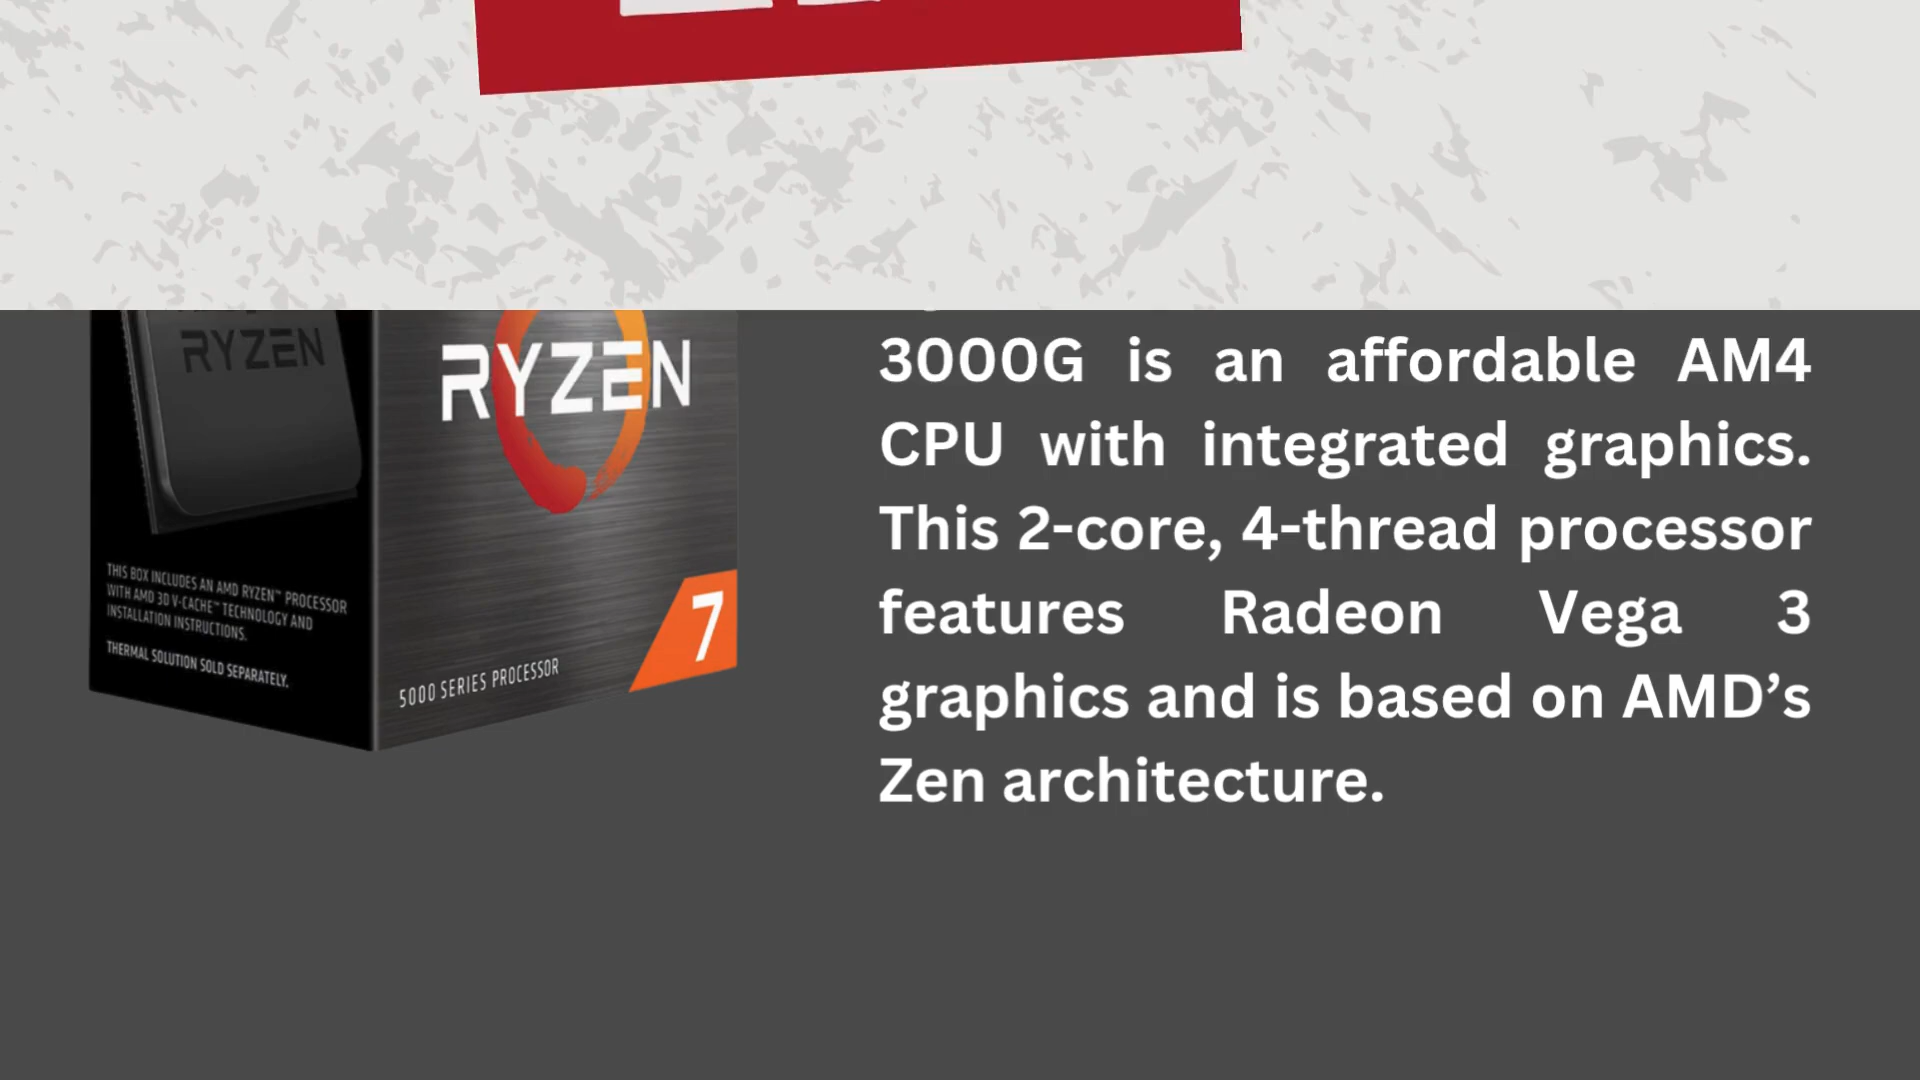 RYZEN
RYZEN
THIS BOX INCLUDES AN AMD RYZEN™ PROCESSOR
WITH AMD 3D V-CACHE™ TECHNOLOGY AND
INSTALLATION INSTRUCTIONS.
THERMAL SOLUTION SOLD SEPARATELY.
5000 SERIES PROCESSOR
7
3000G is an affordable AM4
CPU with integrated graphics.
This 2-core, 4-thread processor
features Radeon Vega 3
graphics and is based on AMD’s
Zen architecture.